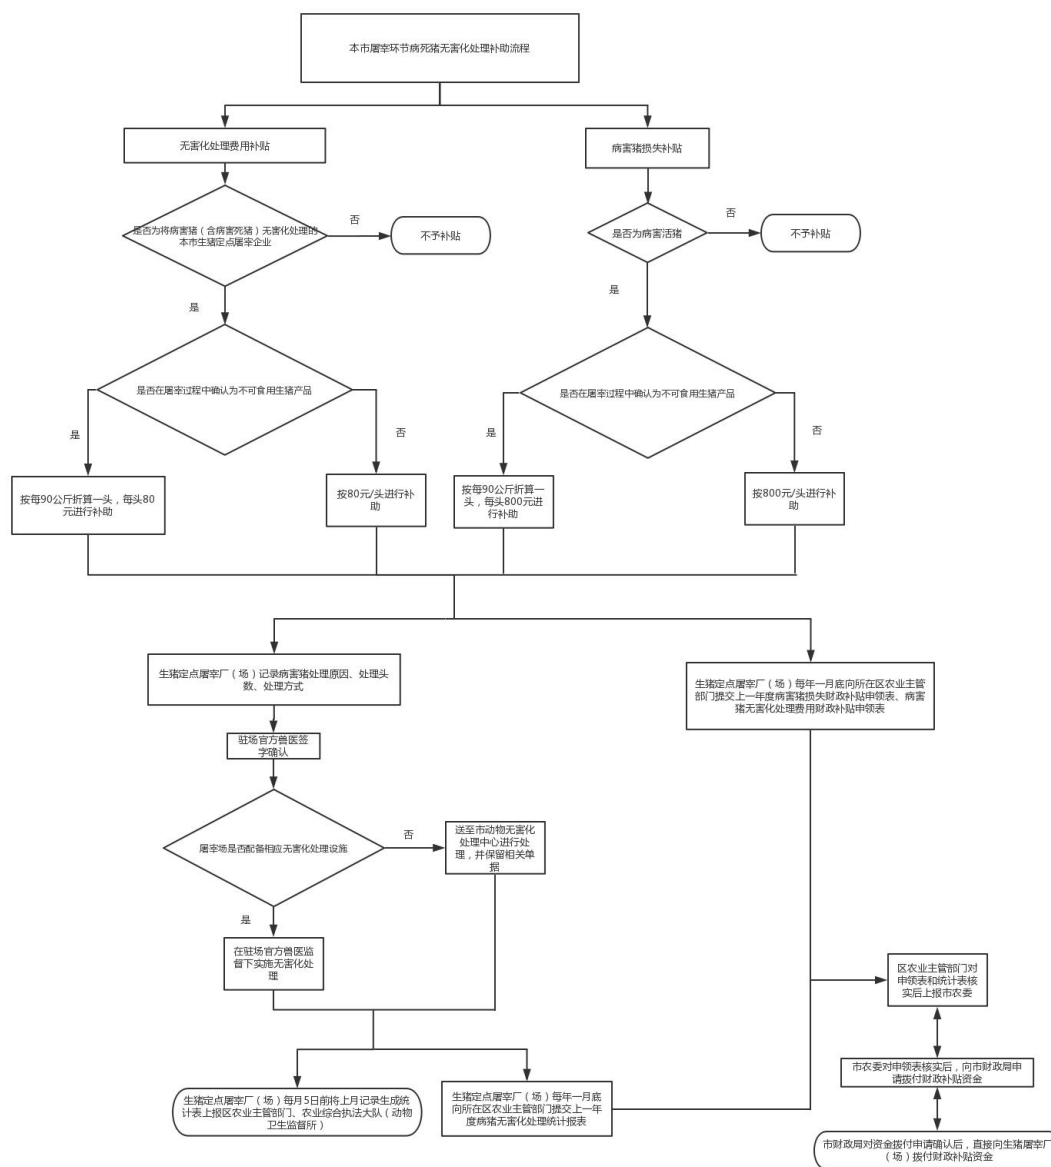 本市屠宰环节病死猪无害化处理补助流程
无害化处理费用补贴
病害猪损失补贴
是否为将病害猪（含病害死猪）无害化处理的
本市生猪定点屠宰企业
否
不予补贴
是否为病害活猪
否
不予补贴
是
是
是否在屠宰过程中确认为不可食用生猪产品
是否在屠宰过程中确认为不可食用生猪产品
是
否
是
否
按每90公斤折算一头，每头80
元进行补助
按80元/头进行补
助
按每90公斤折算一
头，每头800元进
行补助
按800元/头进行补
助
生猪定点屠宰厂（场）记录病害猪处理原因、处理头
数、处理方式
生猪定点屠宰厂（场）每年一月底向所在区农业主管
部门提交上一年度病害猪损失财政补贴申领表、病害
猪无害化处理费用财政补贴申领表
驻场官方兽医签
字确认
屠宰场是否配备相应无害化处理设施
否
送至市动物无害化
处理中心进行处
理，并保留相关单
据
是
在驻场官方兽医监
督下实施无害化处
理
区农业主管部门对
申领表和统计表核
实后上报市农委
市农委对申领表核实后，向市财政局申
请拨付财政补贴资金
生猪定点屠宰厂（场）每月5日前将上月记录生成统
计表上报区农业主管部门、农业综合执法大队（动物
卫生监督所）
生猪定点屠宰厂（场）每年一月底
向所在区农业主管部门提交上一年
度病猪无害化处理统计报表
市财政局对资金拨付申请确认后，直接向生猪屠宰厂
（场）拨付财政补贴资金